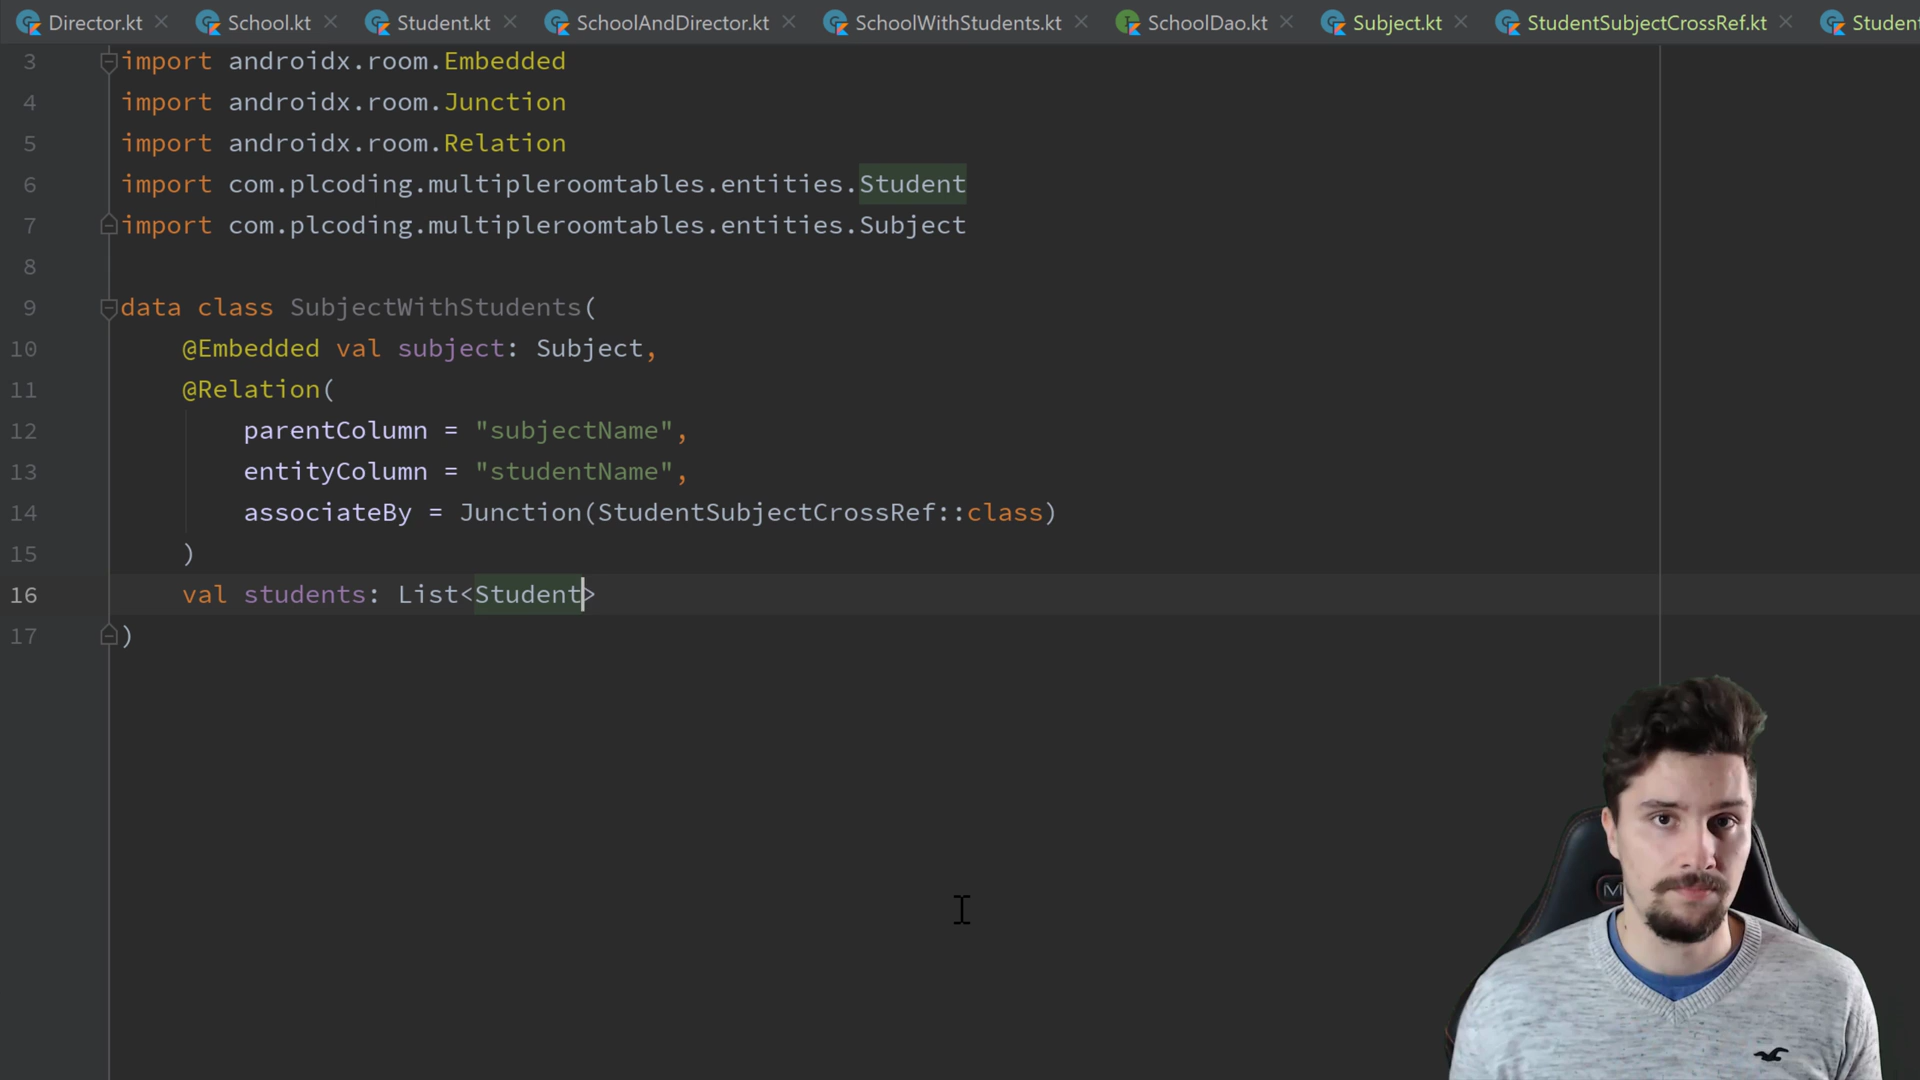 Director.kt School.kt Student.kt SchoolAndDirector.kt SchoolWithStudents.kt SchoolDao.kt Subject.kt StudentSubjectCrossRef.kt Student
3 import androidx.room.Embedded
4 import androidx.room.Junction
5 import androidx.room.Relation
6 import com.plcoding.multipleroomtables.entities.Student
7 import com.plcoding.multipleroomtables.entities.Subject
8
9 data class SubjectWithStudents(
10 @Embedded val subject: Subject,
11 @Relation(
12 parentColumn = "subjectName",
13 entityColumn = "studentName",
14 associateBy = Junction(StudentSubjectCrossRef::class)
15 )
16 val students: List<Student>
17 )